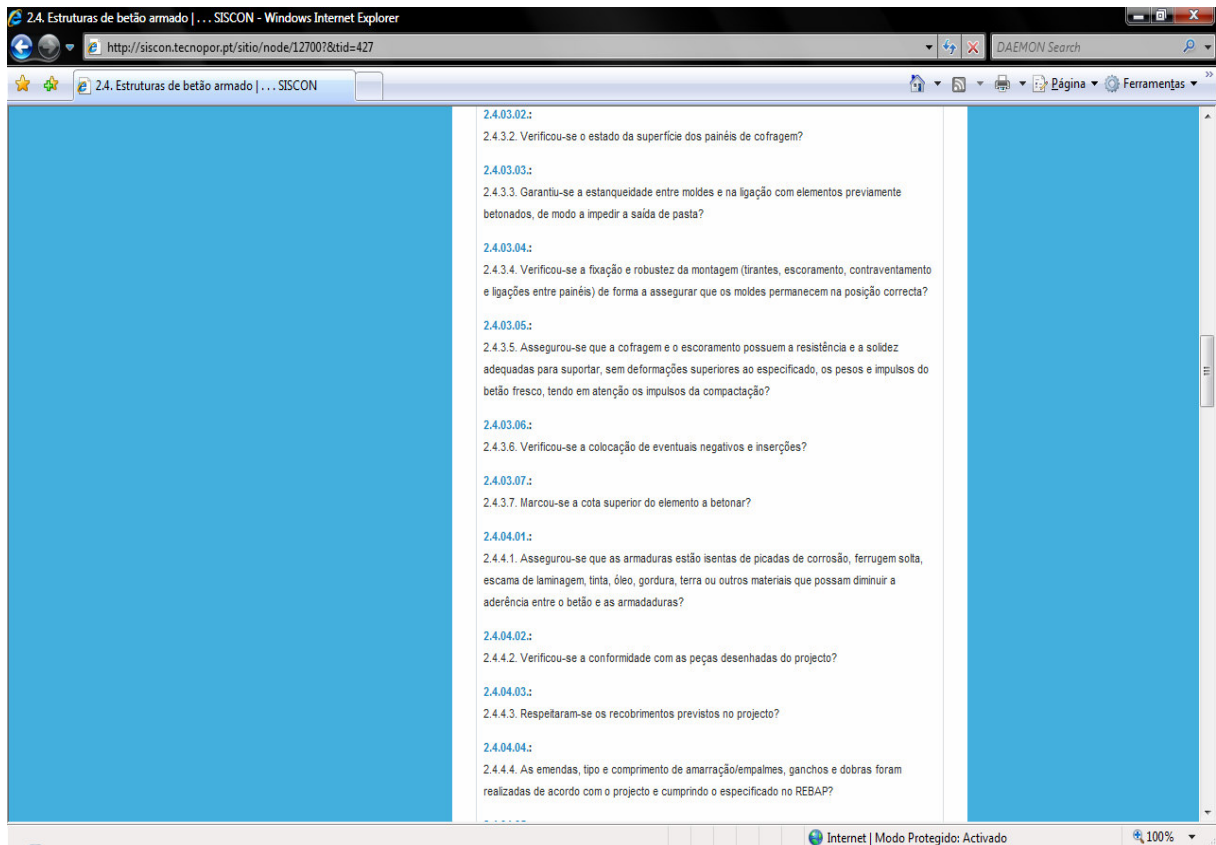 2.4. Estruturas de betão armado | . . . SISCON - Windows Internet Explorer
http://siscon.tecnopor.pt/sitio/node/12700?&tid=427
DAEMON Search
2.4. Estruturas de betão armado | . . . SISCON
Página
Ferramentas
2.4.03.02.:
2.4.3.2. Verificou-se o estado da superfície dos painéis de cofragem?
2.4.03.03.:
2.4.3.3. Garantiu-se a estanqueidade entre moldes e na ligação com elementos previamente
betonados, de modo a impedir a saída de pasta?
2.4.03.04.:
2.4.3.4. Verificou-se a fixação e robustez da montagem (tirantes, escoramento, contraventamento
e ligações entre painéis) de forma a assegurar que os moldes permanecem na posição correcta?
2.4.03.05.:
2.4.3.5. Assegurou-se que a cofragem e o escoramento possuem a resistência e a solidez
adequadas para suportar, sem deformações superiores ao especificado, os pesos e impulsos do
betão fresco, tendo em atenção os impulsos da compactação?
2.4.03.06.:
2.4.3.6. Verificou-se a colocação de eventuais negativos e inserções?
2.4.03.07.:
2.4.3.7. Marcou-se a cota superior do elemento a betonar?
2.4.04.01.:
2.4.4.1. Assegurou-se que as armaduras estão isentas de picadas de corrosão, ferrugem solta,
escama de laminagem, tinta, óleo, gordura, terra ou outros materiais que possam diminuir a
aderência entre o betão e as armadaduras?
2.4.04.02.:
2.4.4.2. Verificou-se a conformidade com as peças desenhadas do projecto?
2.4.04.03.:
2.4.4.3. Respeitaram-se os recobrimentos previstos no projecto?
2.4.04.04.:
2.4.4.4. As emendas, tipo e comprimento de amarração/empalmes, ganchos e dobras foram
realizadas de acordo com o projecto e cumprindo o especificado no REBAP?
Internet | Modo Protegido: Activado
100%